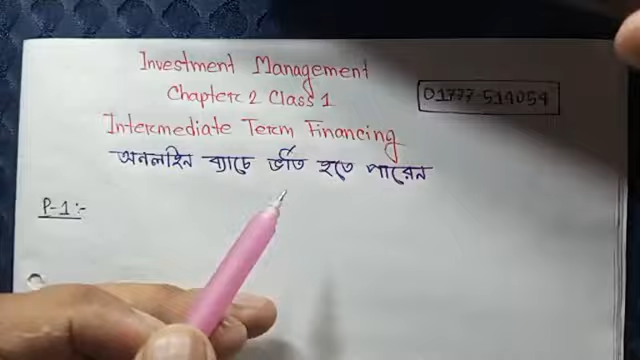 Investment Management
Chapter 2 Class 1
01777-514054
Intermediate Term Financing
অনলাইন ব্যাচে ভর্তি হতে পারেন
P-1:-